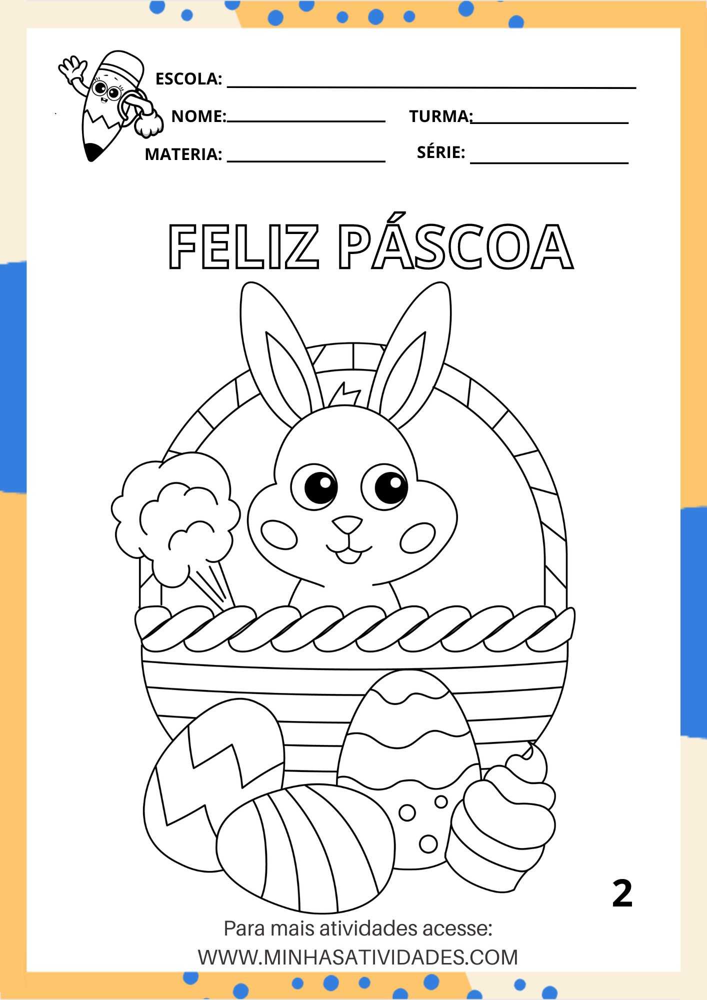 ESCOLA:
NOME: TURMA:
MATERIA: SÉRIE:
FELIZ PÁSCOA
2
Para mais atividades acesse:
WWW.MINHASATIVIDADES.COM